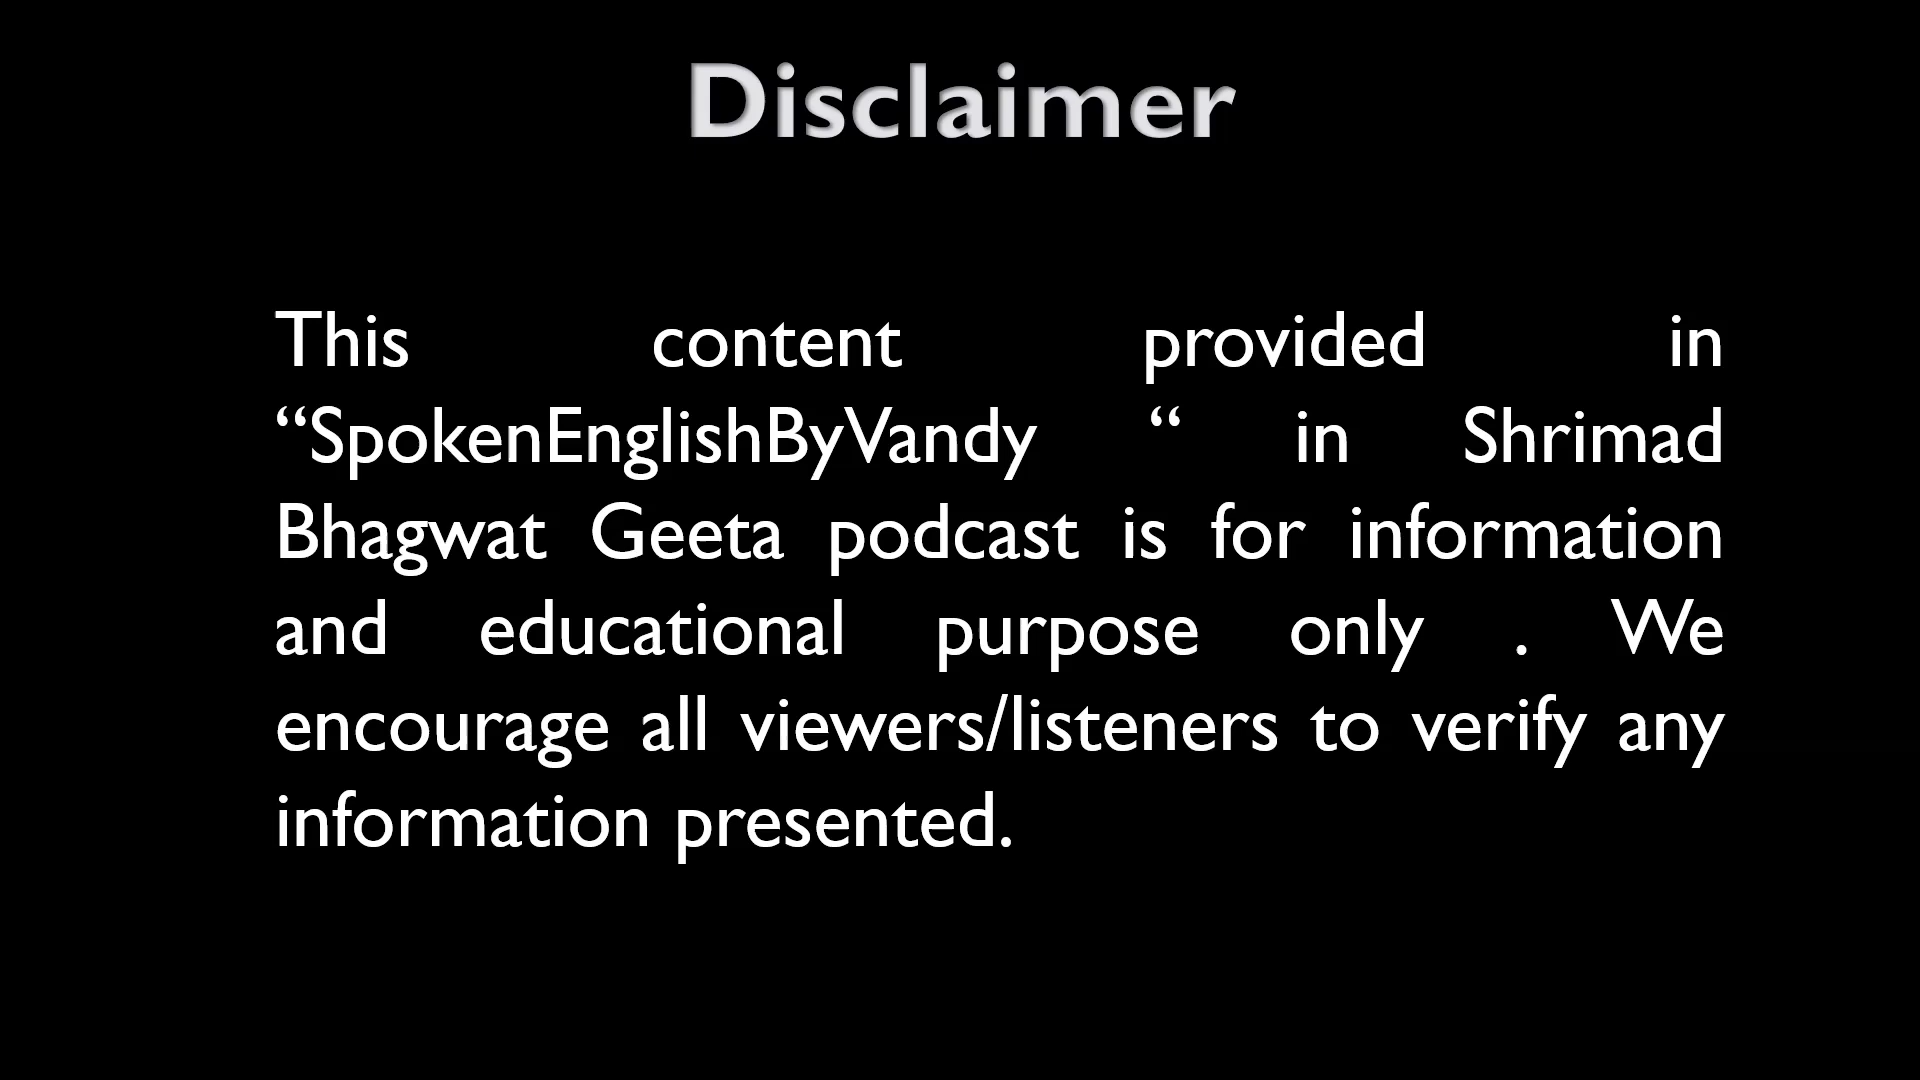 Disclaimer
This content provided in
“SpokenEnglishByVandy “ in Shrimad
Bhagwat Geeta podcast is for information
and educational purpose only . We
encourage all viewers/listeners to verify any
information presented.